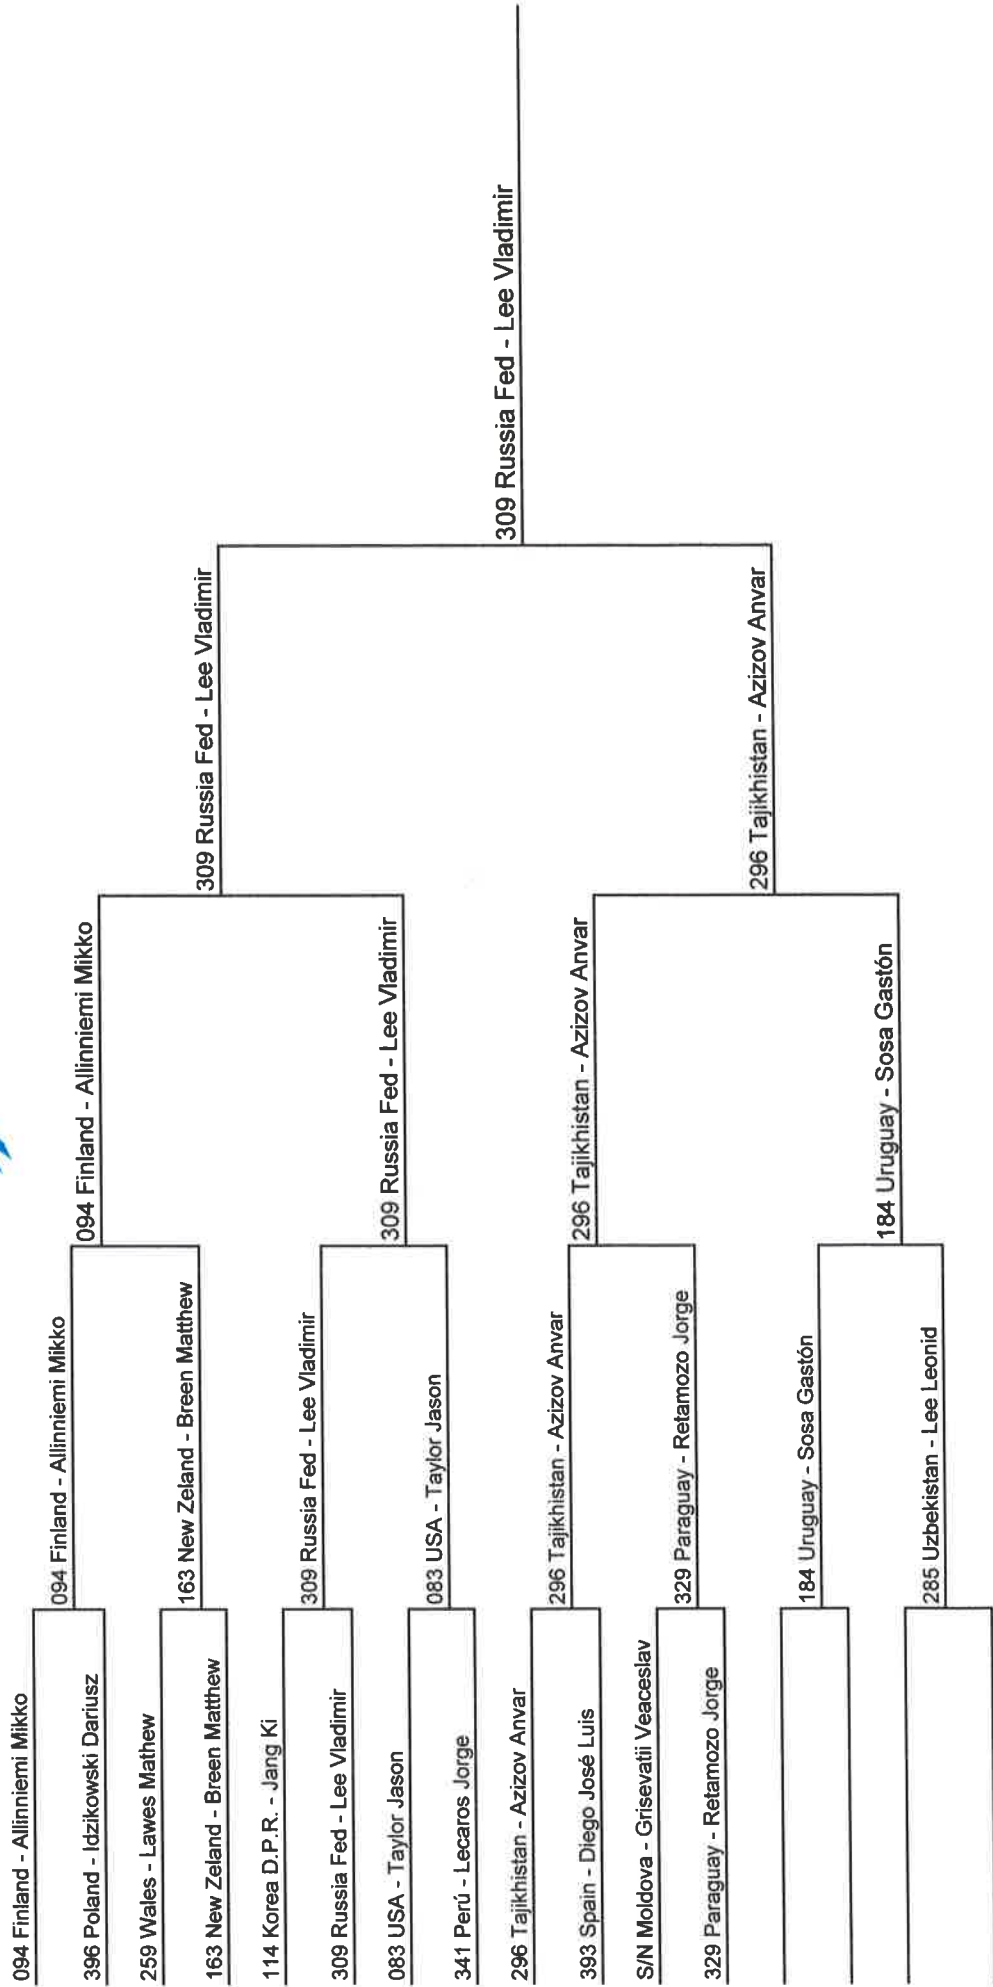 094 Finland - Allinniemi Mikko
396 Poland - Idzikowski Dariusz
259 Wales - Lawes Mathew
163 New Zeland - Breen Matthew
114 Korea D.P.R. - Jang Ki
309 Russia Fed - Lee Vladimir
083 USA - Taylor Jason
341 Perú - Lecaros Jorge
296 Tajikhistan - Azizov Anvar
393 Spain - Diego José Luis
S/N Moldova - Grisevatii Veaceslav
329 Paraguay - Retamozo Jorge
094 Finland - Allinniemi Mikko
163 New Zeland - Breen Matthew
309 Russia Fed - Lee Vladimir
083 USA - Taylor Jason
296 Tajikhistan - Azizov Anvar
329 Paraguay - Retamozo Jorge
184 Uruguay - Sosa Gastón
285 Uzbekistan - Lee Leonid
094 Finland - Allinniemi Mikko
309 Russia Fed - Lee Vladimir
296 Tajikhistan - Azizov Anvar
184 Uruguay - Sosa Gastón
309 Russia Fed - Lee Vladimir
296 Tajikhistan - Azizov Anvar
309 Russia Fed - Lee Vladimir